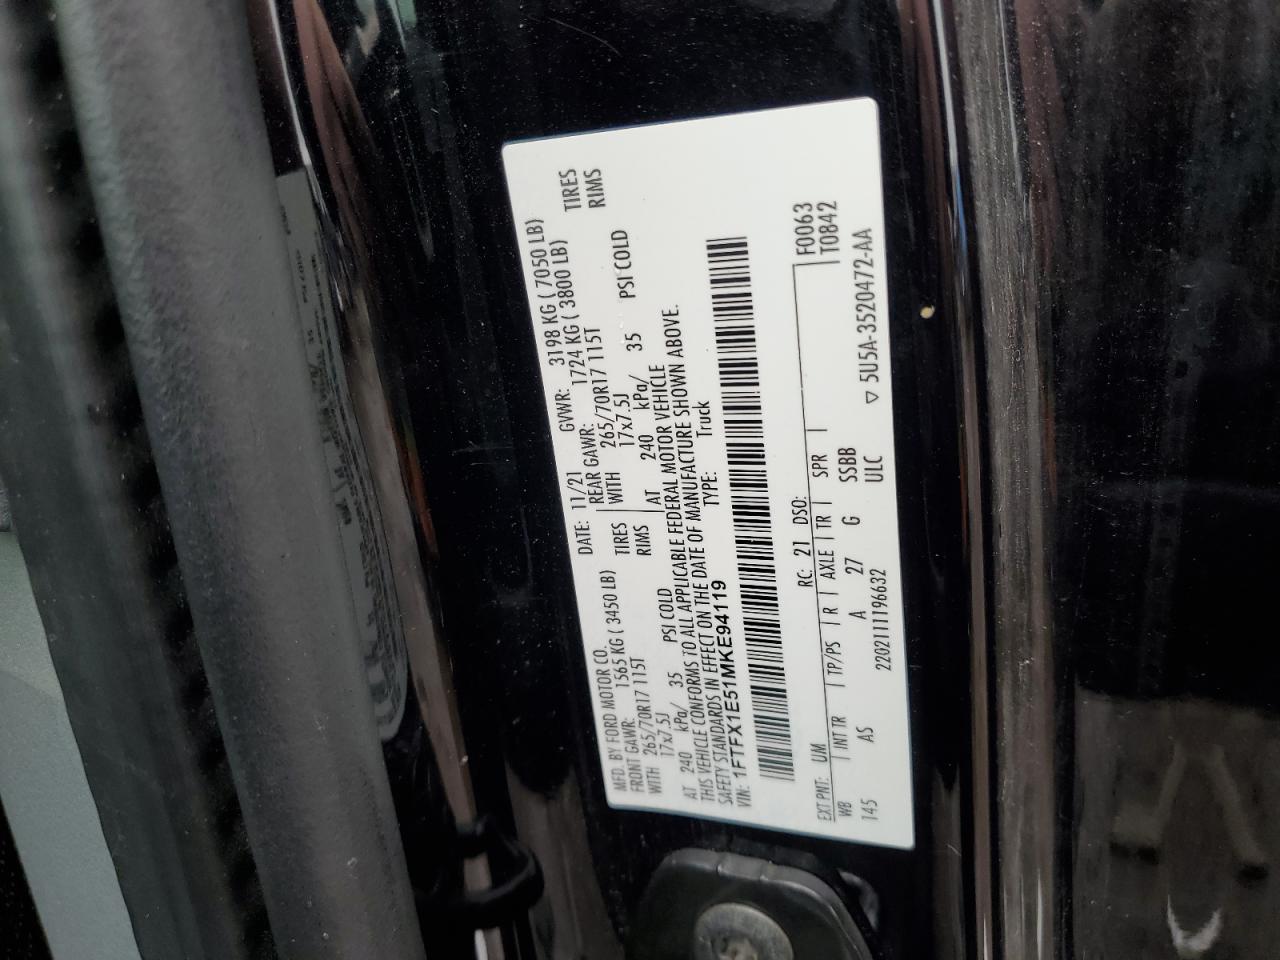 MFD. BY FORD MOTOR CO.
DATE: 11/21 GVWR: 3198 KG ( 7050 LB)
FRONT GAWR: 1565 KG ( 3450 LB) REAR GAWR: 1724 KG ( 3800 LB)
WITH 265/70R17 115T TIRES WITH 265/70R17 115T TIRES
17x7.5J RIMS 17x7.5J RIMS
AT 240 kPa/ 35 PSI COLD AT 240 kPa/ 35 PSI COLD
THIS VEHICLE CONFORMS TO ALL APPLICABLE FEDERAL MOTOR VEHICLE
SAFETY STANDARDS IN EFFECT ON THE DATE OF MANUFACTURE SHOWN ABOVE.
VIN: 1FTFX1E51MKE94119 TYPE: Truck
F0063
T0842
EXT PNT: UM RC: 21 DSO:
WB INT TR TP/PS R AXLE TR SPR
145 AS A 27 G SSBB
2202111196632 ULC ▽ 5U5A-3520472-AA